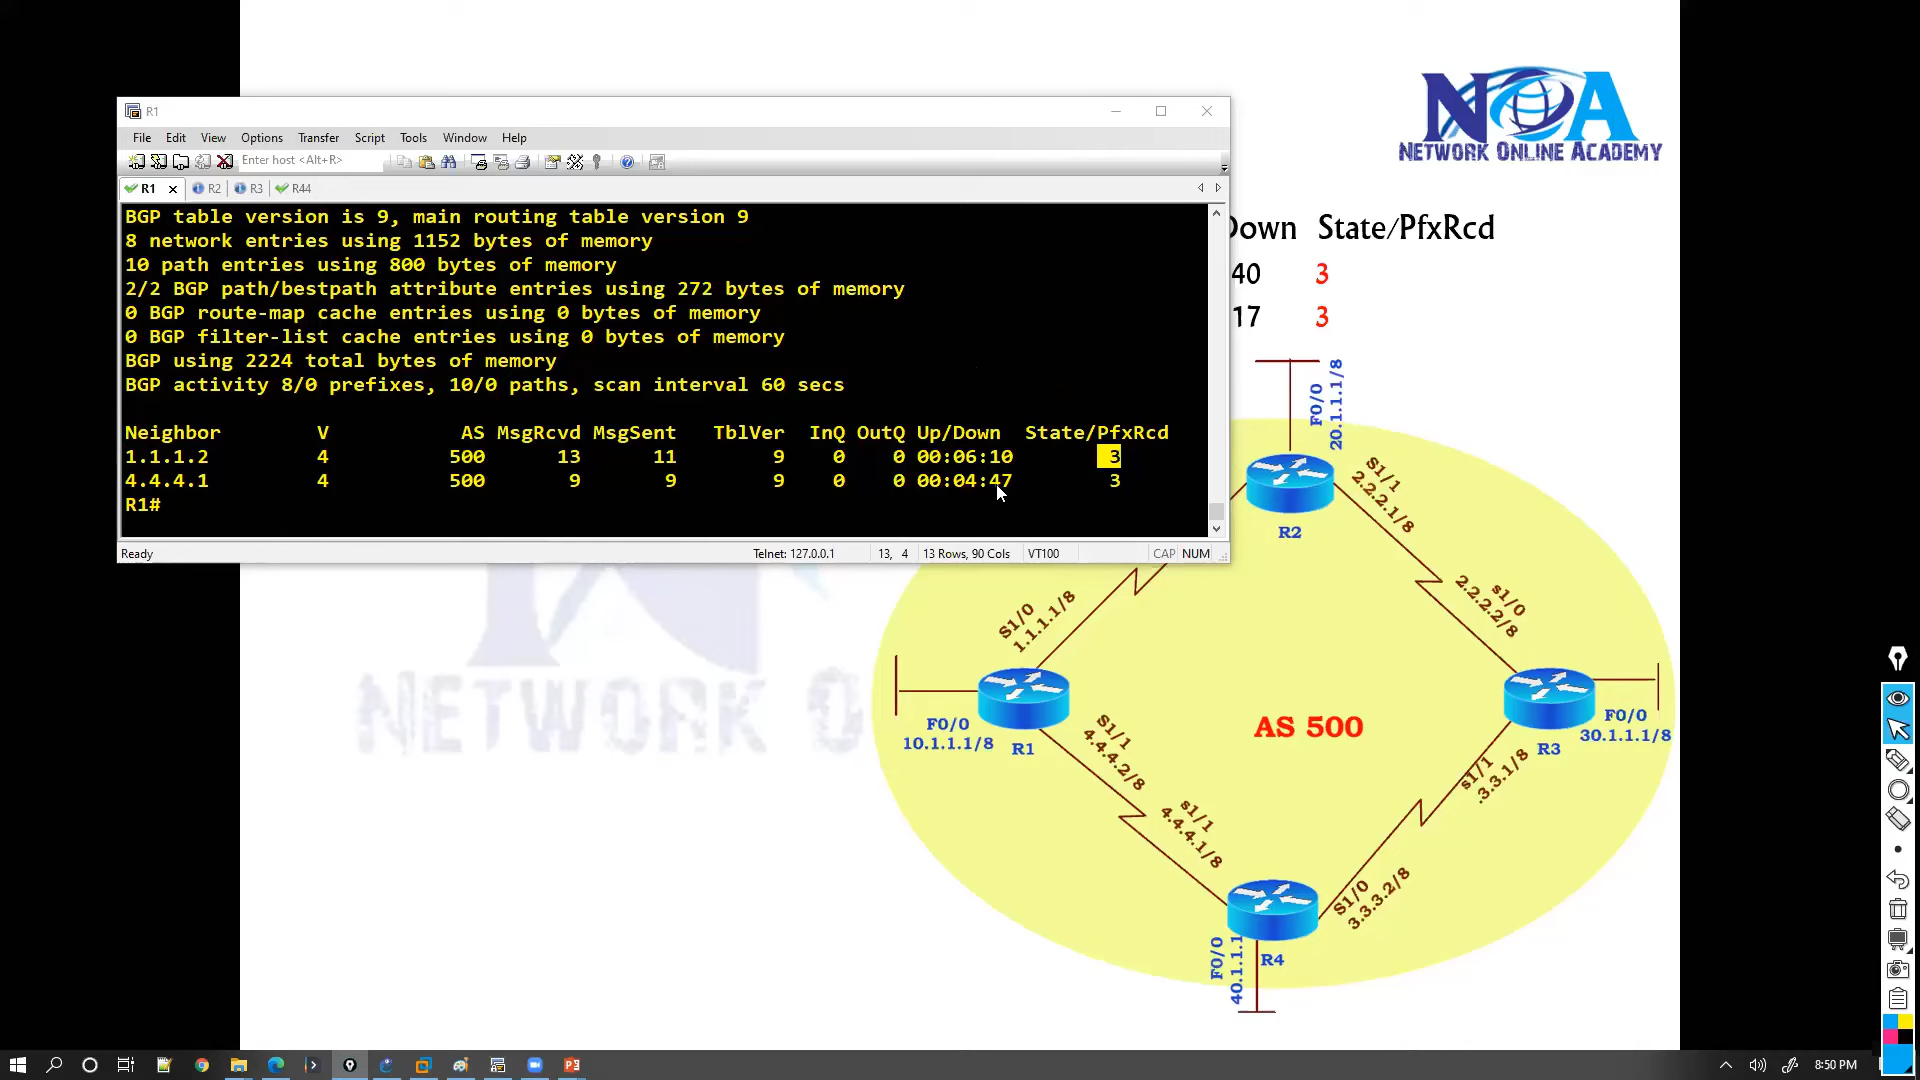 NOA
NETWORK ONLINE ACADEMY
R1
File Edit View Options Transfer Script Tools Window Help
Enter host <Alt+R>
R1 R2 R3 R44
BGP table version is 9, main routing table version 9
8 network entries using 1152 bytes of memory
10 path entries using 800 bytes of memory
2/2 BGP path/bestpath attribute entries using 272 bytes of memory
0 BGP route-map cache entries using 0 bytes of memory
0 BGP filter-list cache entries using 0 bytes of memory
BGP using 2224 total bytes of memory
BGP activity 8/0 prefixes, 10/0 paths, scan interval 60 secs
Neighbor V AS MsgRcvd MsgSent TblVer InQ OutQ Up/Down State/PfxRcd
1.1.1.2 4 500 13 11 9 0 0 00:06:10 3
4.4.4.1 4 500 9 9 9 0 0 00:04:47 3
R1#
Ready Telnet: 127.0.0.1 13, 4 13 Rows, 90 Cols VT100 CAP NUM
Down State/PfxRcd
40 3
17 3
F0/0
20.1.1.1/8
R2
S1/1
2.2.2.1/8
s1/0
2.2.2.2/8
S1/0
1.1.1.1/8
NETWORK O
F0/0
10.1.1.1/8
R1
S1/1
4.4.4.2/8
AS 500
R3
F0/0
30.1.1.1/8
s1/1
.3.3.1/8
s1/1
4.4.4.1/8
S1/0
3.3.3.2/8
F0/0
40.1.1.1
R4
8:50 PM